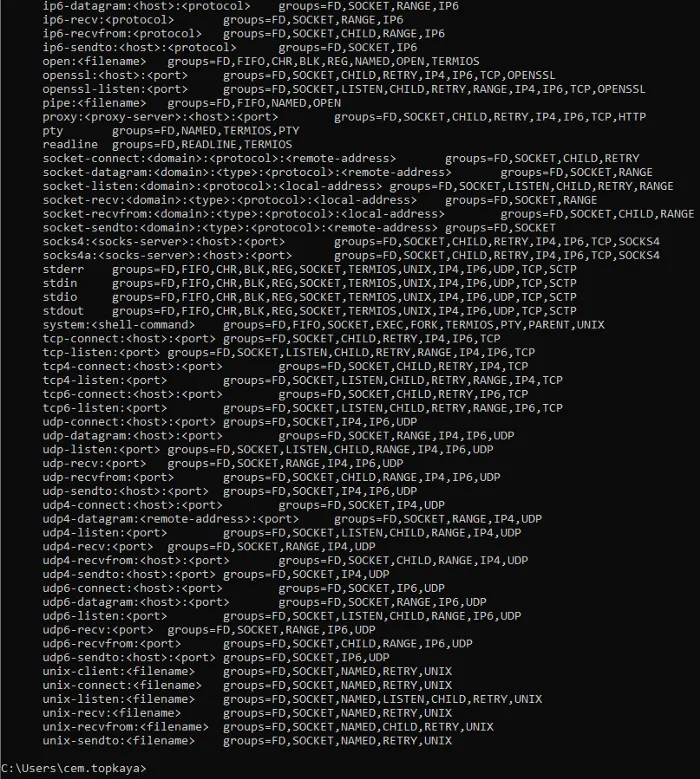 ip6-datagram:<host>:<protocol> groups=FD,SOCKET,RANGE,IP6
ip6-recv:<protocol> groups=FD,SOCKET,RANGE,IP6
ip6-recvfrom:<protocol> groups=FD,SOCKET,CHILD,RANGE,IP6
ip6-sendto:<host>:<protocol> groups=FD,SOCKET,IP6
open:<filename> groups=FD,FIFO,CHR,BLK,REG,NAMED,OPEN,TERMIOS
openssl:<host>:<port> groups=FD,SOCKET,CHILD,RETRY,IP4,IP6,TCP,OPENSSL
openssl-listen:<port> groups=FD,SOCKET,LISTEN,CHILD,RETRY,RANGE,IP4,IP6,TCP,OPENSSL
pipe:<filename> groups=FD,FIFO,NAMED,OPEN
proxy:<proxy-server>:<host>:<port> groups=FD,SOCKET,CHILD,RETRY,IP4,IP6,TCP,HTTP
pty groups=FD,NAMED,TERMIOS,PTY
readline groups=FD,READLINE,TERMIOS
socket-connect:<domain>:<protocol>:<remote-address> groups=FD,SOCKET,CHILD,RETRY
socket-datagram:<domain>:<type>:<protocol>:<remote-address> groups=FD,SOCKET,RANGE
socket-listen:<domain>:<protocol>:<local-address> groups=FD,SOCKET,LISTEN,CHILD,RETRY,RANGE
socket-recv:<domain>:<type>:<protocol>:<local-address> groups=FD,SOCKET,RANGE
socket-recvfrom:<domain>:<type>:<protocol>:<local-address> groups=FD,SOCKET,CHILD,RANGE
socket-sendto:<domain>:<type>:<protocol>:<remote-address> groups=FD,SOCKET
socks4:<socks-server>:<host>:<port> groups=FD,SOCKET,CHILD,RETRY,IP4,IP6,TCP,SOCKS4
socks4a:<socks-server>:<host>:<port> groups=FD,SOCKET,CHILD,RETRY,IP4,IP6,TCP,SOCKS4
stderr groups=FD,FIFO,CHR,BLK,REG,SOCKET,TERMIOS,UNIX,IP4,IP6,UDP,TCP,SCTP
stdin groups=FD,FIFO,CHR,BLK,REG,SOCKET,TERMIOS,UNIX,IP4,IP6,UDP,TCP,SCTP
stdio groups=FD,FIFO,CHR,BLK,REG,SOCKET,TERMIOS,UNIX,IP4,IP6,UDP,TCP,SCTP
stdout groups=FD,FIFO,CHR,BLK,REG,SOCKET,TERMIOS,UNIX,IP4,IP6,UDP,TCP,SCTP
system:<shell-command> groups=FD,FIFO,SOCKET,EXEC,FORK,TERMIOS,PTY,PARENT,UNIX
tcp-connect:<host>:<port> groups=FD,SOCKET,CHILD,RETRY,IP4,IP6,TCP
tcp-listen:<port> groups=FD,SOCKET,LISTEN,CHILD,RETRY,RANGE,IP4,IP6,TCP
tcp4-connect:<host>:<port> groups=FD,SOCKET,CHILD,RETRY,IP4,TCP
tcp4-listen:<port> groups=FD,SOCKET,LISTEN,CHILD,RETRY,RANGE,IP4,TCP
tcp6-connect:<host>:<port> groups=FD,SOCKET,CHILD,RETRY,IP6,TCP
tcp6-listen:<port> groups=FD,SOCKET,LISTEN,CHILD,RETRY,RANGE,IP6,TCP
udp-connect:<host>:<port> groups=FD,SOCKET,IP4,IP6,UDP
udp-datagram:<host>:<port> groups=FD,SOCKET,RANGE,IP4,IP6,UDP
udp-listen:<port> groups=FD,SOCKET,LISTEN,CHILD,RANGE,IP4,IP6,UDP
udp-recv:<port> groups=FD,SOCKET,RANGE,IP4,IP6,UDP
udp-recvfrom:<port> groups=FD,SOCKET,CHILD,RANGE,IP4,IP6,UDP
udp-sendto:<host>:<port> groups=FD,SOCKET,IP4,IP6,UDP
udp4-connect:<host>:<port> groups=FD,SOCKET,IP4,UDP
udp4-datagram:<remote-address>:<port> groups=FD,SOCKET,RANGE,IP4,UDP
udp4-listen:<port> groups=FD,SOCKET,LISTEN,CHILD,RANGE,IP4,UDP
udp4-recv:<port> groups=FD,SOCKET,RANGE,IP4,UDP
udp4-recvfrom:<host>:<port> groups=FD,SOCKET,CHILD,RANGE,IP4,UDP
udp4-sendto:<host>:<port> groups=FD,SOCKET,IP4,UDP
udp6-connect:<host>:<port> groups=FD,SOCKET,IP6,UDP
udp6-datagram:<host>:<port> groups=FD,SOCKET,RANGE,IP6,UDP
udp6-listen:<port> groups=FD,SOCKET,LISTEN,CHILD,RANGE,IP6,UDP
udp6-recv:<port> groups=FD,SOCKET,RANGE,IP6,UDP
udp6-recvfrom:<port> groups=FD,SOCKET,CHILD,RANGE,IP6,UDP
udp6-sendto:<host>:<port> groups=FD,SOCKET,IP6,UDP
unix-client:<filename> groups=FD,SOCKET,NAMED,RETRY,UNIX
unix-connect:<filename> groups=FD,SOCKET,NAMED,RETRY,UNIX
unix-listen:<filename> groups=FD,SOCKET,NAMED,LISTEN,CHILD,RETRY,UNIX
unix-recv:<filename> groups=FD,SOCKET,NAMED,RETRY,UNIX
unix-recvfrom:<filename> groups=FD,SOCKET,NAMED,CHILD,RETRY,UNIX
unix-sendto:<filename> groups=FD,SOCKET,NAMED,RETRY,UNIX
C:\Users\cem.topkaya>